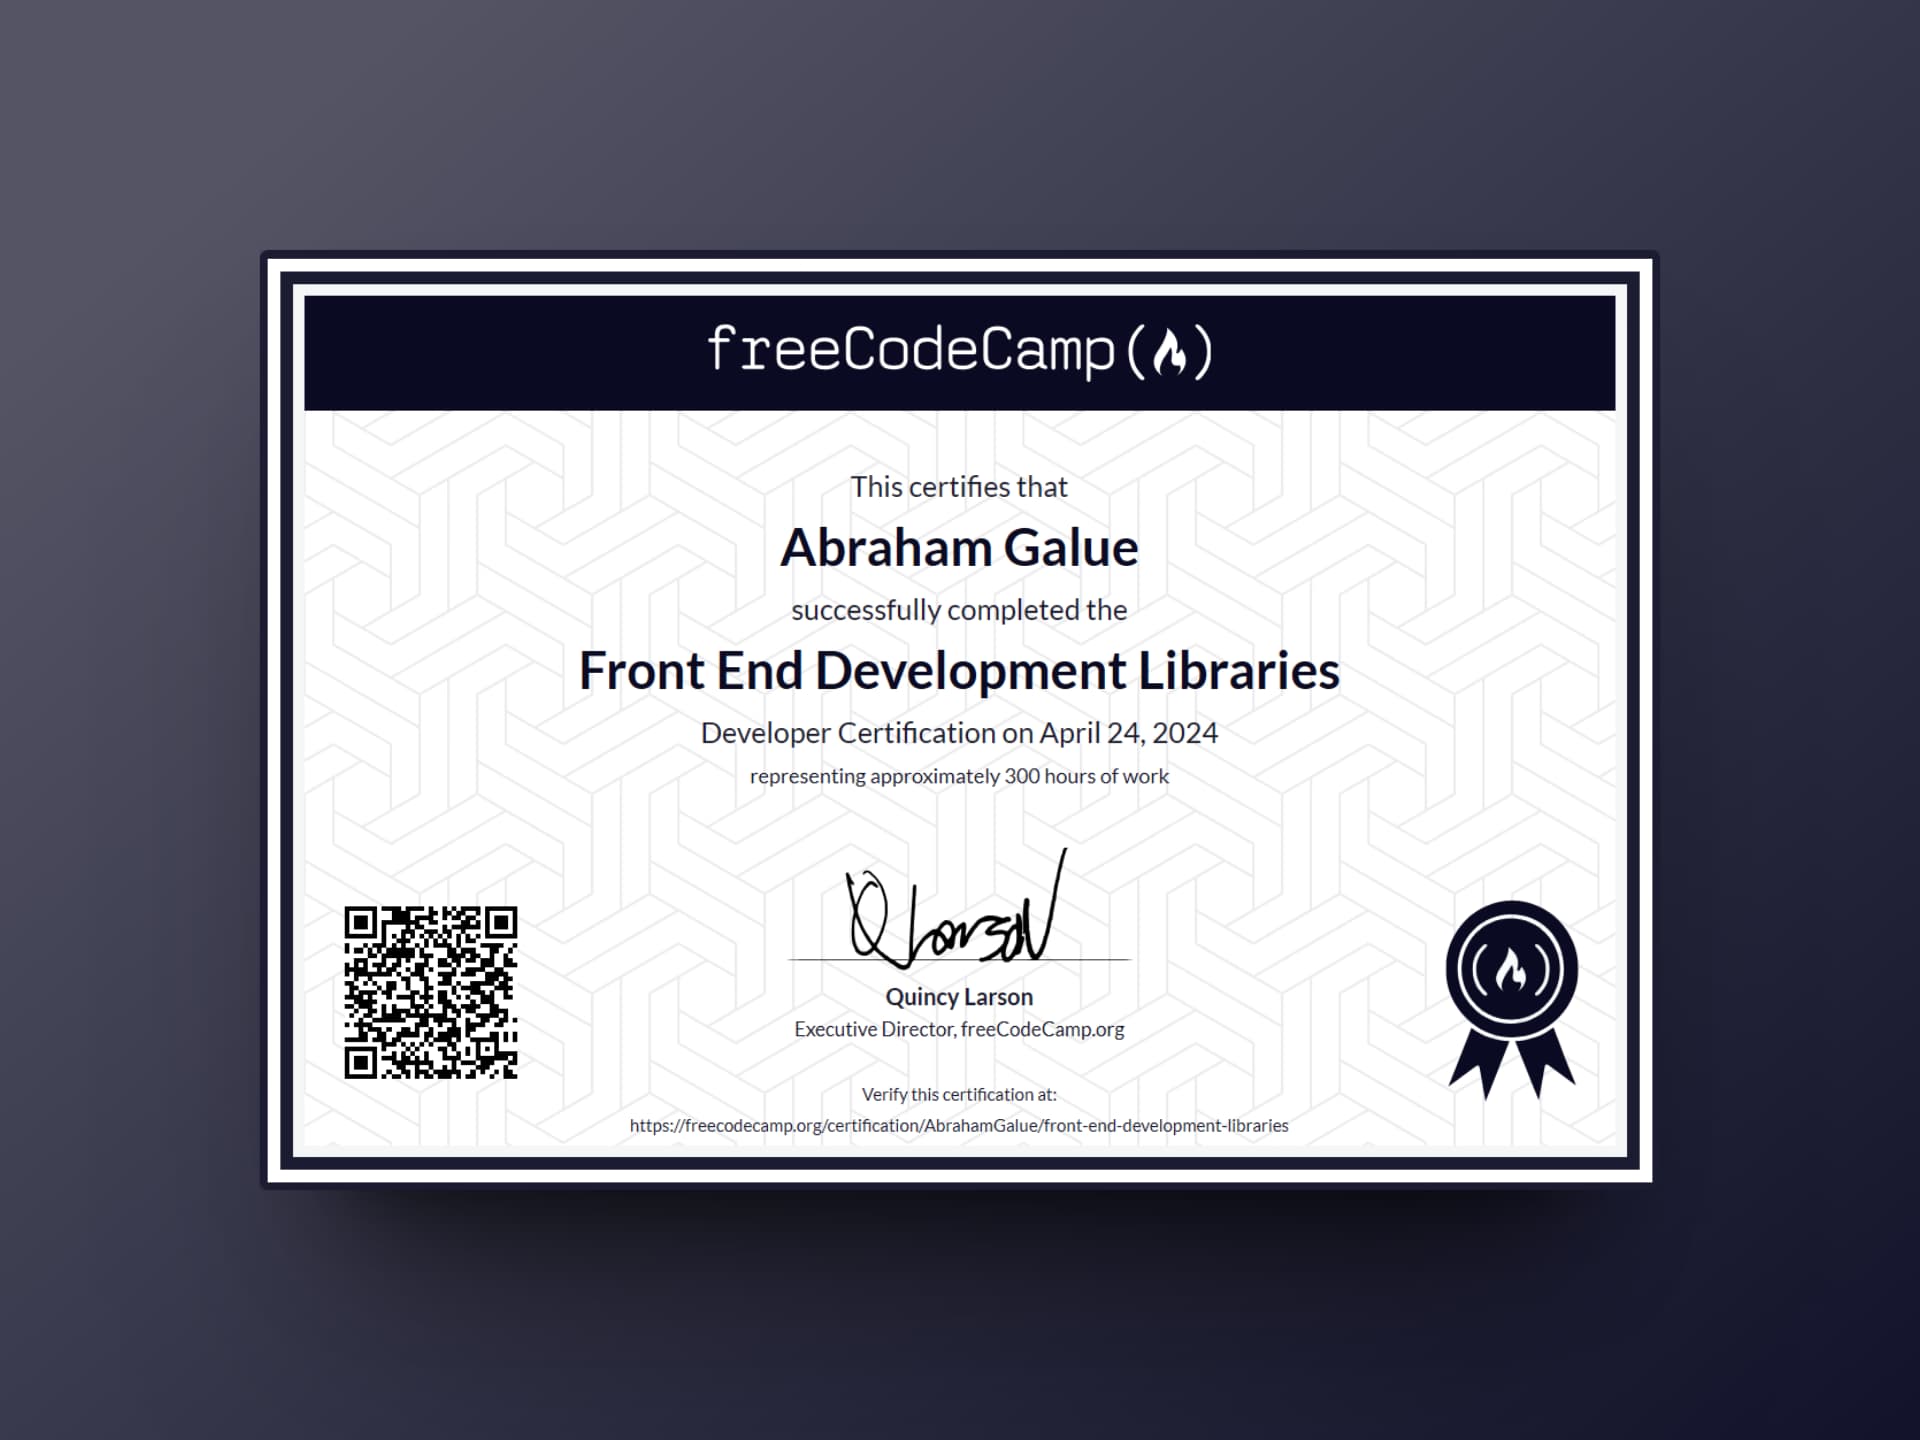 freeCodeCamp
This certifies that
Abraham Galue
successfully completed the
Front End Development Libraries
Developer Certification on April 24, 2024
representing approximately 300 hours of work
QLarson
Quincy Larson
Executive Director, freeCodeCamp.org
Verify this certification at:
https://freecodecamp.org/certification/AbrahamGalue/front-end-development-libraries